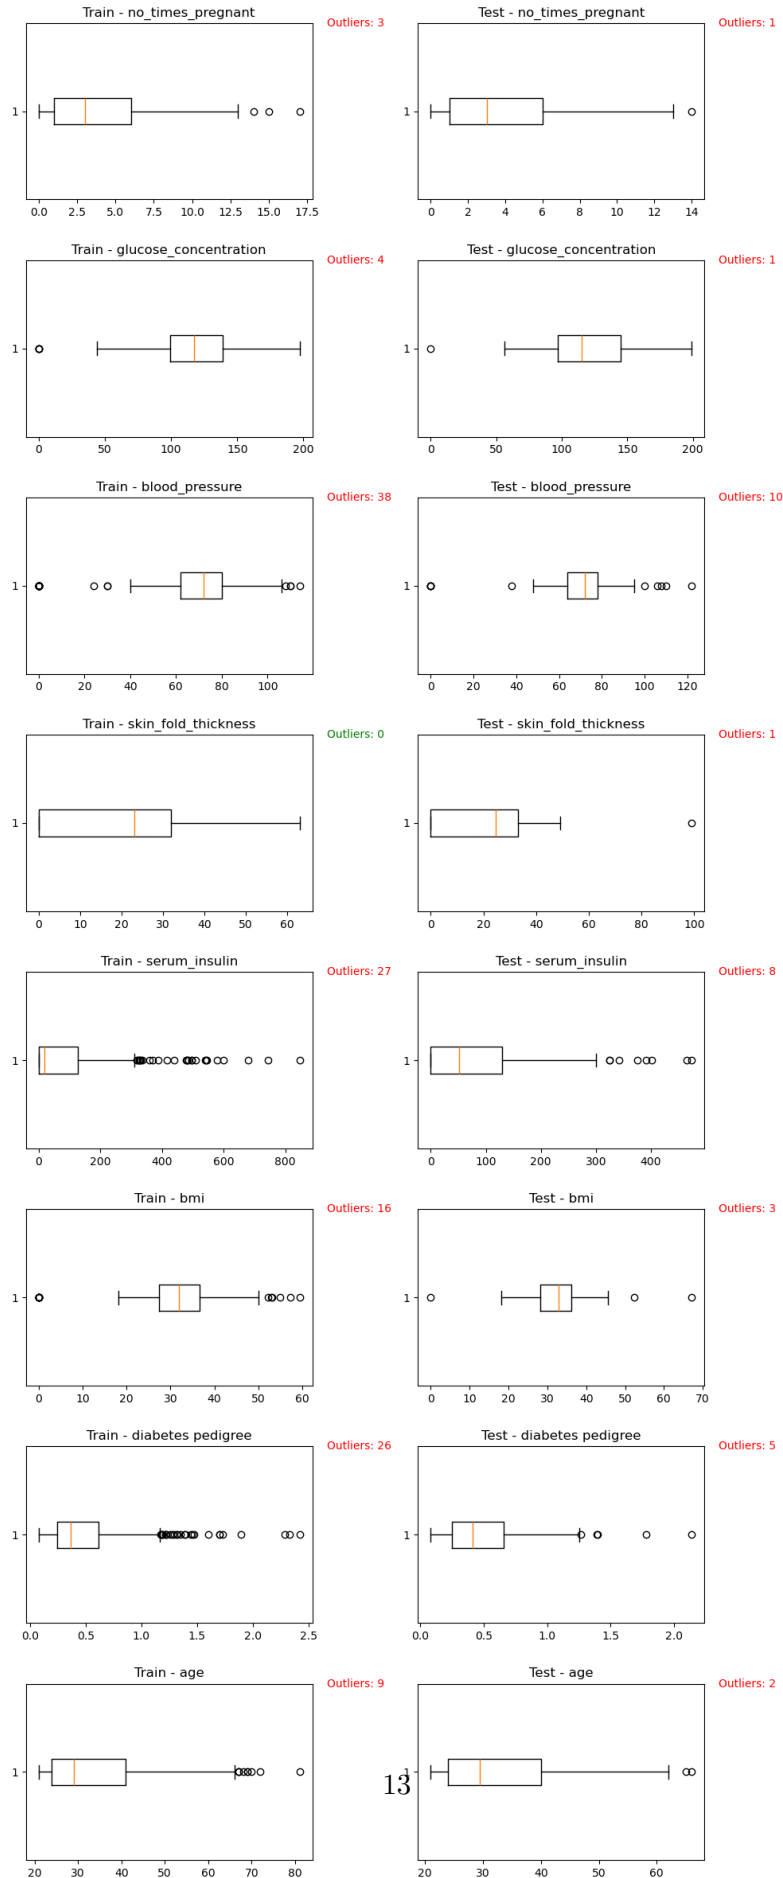 Train - no_times_pregnant
Outliers: 3
1
0.0 2.5 5.0 7.5 10.0 12.5 15.0 17.5
Test - no_times_pregnant
Outliers: 1
1
0 2 4 6 8 10 12 14
Train - glucose_concentration
Outliers: 4
1
0 50 100 150 200
Test - glucose_concentration
Outliers: 1
1
0 50 100 150 200
Train - blood_pressure
Outliers: 38
1
0 20 40 60 80 100
Test - blood_pressure
Outliers: 10
1
0 20 40 60 80 100 120
Train - skin_fold_thickness
Outliers: 0
1
0 10 20 30 40 50 60
Test - skin_fold_thickness
Outliers: 1
1
0 20 40 60 80 100
Train - serum_insulin
Outliers: 27
1
0 200 400 600 800
Test - serum_insulin
Outliers: 8
1
0 100 200 300 400
Train - bmi
Outliers: 16
1
0 10 20 30 40 50 60
Test - bmi
Outliers: 3
1
0 10 20 30 40 50 60 70
Train - diabetes pedigree
Outliers: 26
1
0.0 0.5 1.0 1.5 2.0 2.5
Test - diabetes pedigree
Outliers: 5
1
0.0 0.5 1.0 1.5 2.0
Train - age
Outliers: 9
1
20 30 40 50 60 70 80
Test - age
Outliers: 2
1
20 30 40 50 60
13